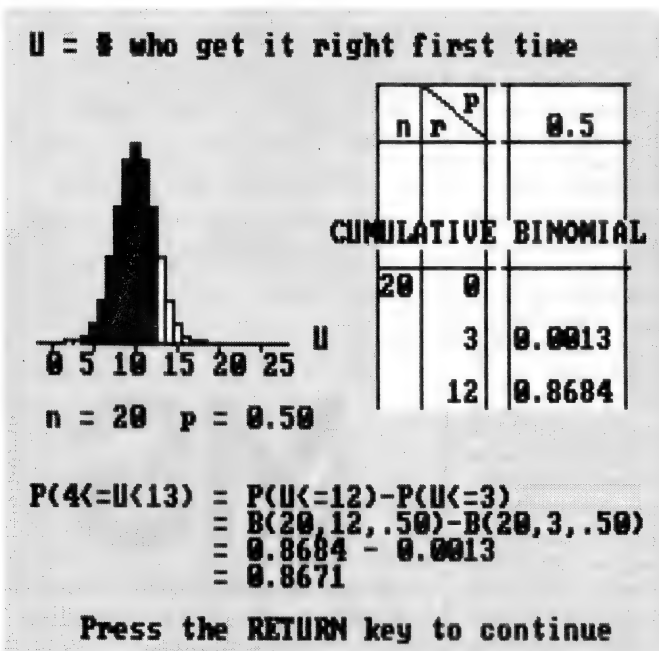 U = # who get it right first time
p
n r 0.5
CUMULATIVE BINOMIAL
20 0
3 0.0013
12 0.8684
U
0 5 10 15 20 25
n = 20 p = 0.50
P(4<=U<13) = P(U<=12)-P(U<=3)
= B(20,12,.50)-B(20,3,.50)
= 0.8684 - 0.0013
= 0.8671
Press the RETURN key to continue